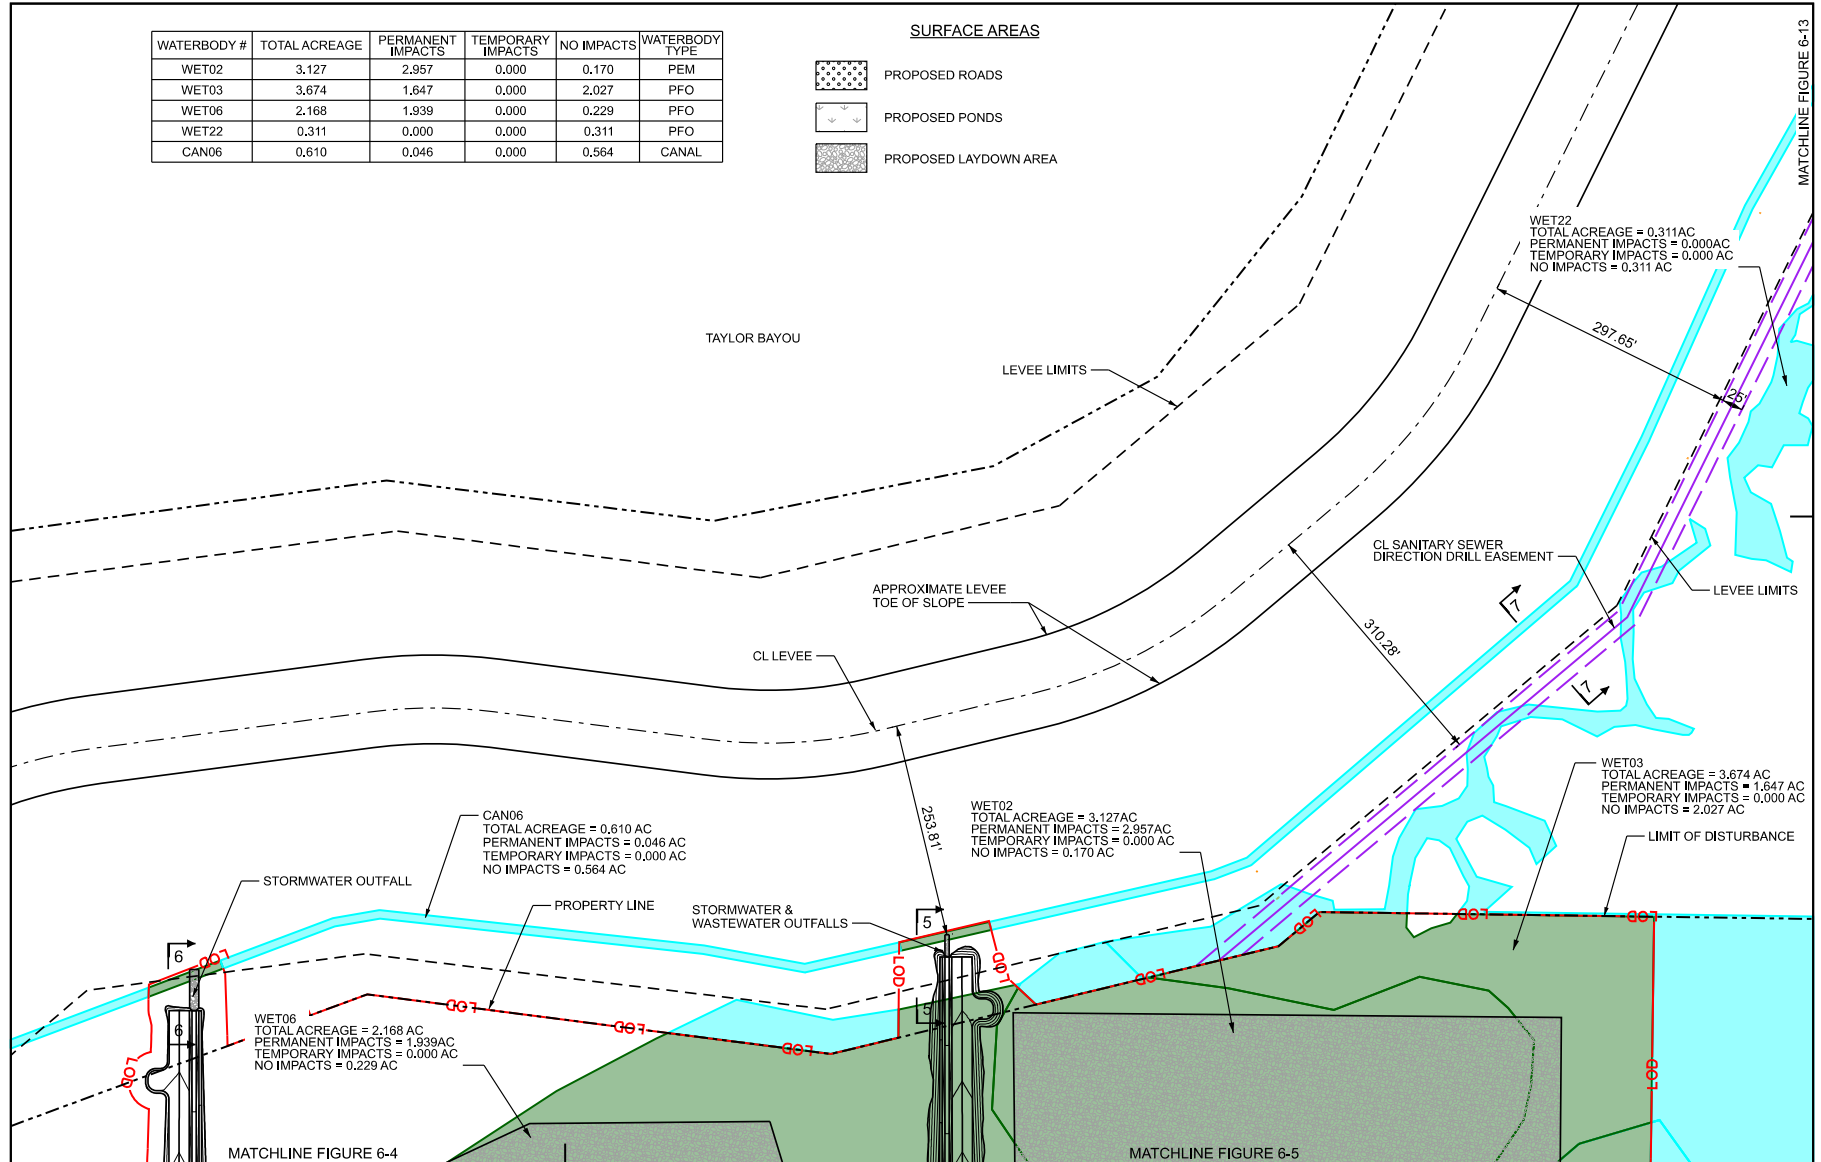 WATERBODY # TOTAL ACREAGE PERMANENT IMPACTS TEMPORARY IMPACTS NO IMPACTS WATERBODY TYPE
WET02 3.127 2.957 0.000 0.170 PEM
WET03 3.674 1.647 0.000 2.027 PFO
WET06 2.168 1.939 0.000 0.229 PFO
WET22 0.311 0.000 0.000 0.311 PFO
CAN06 0.610 0.046 0.000 0.564 CANAL
SURFACE AREAS
PROPOSED ROADS
PROPOSED PONDS
PROPOSED LAYDOWN AREA
MATCHLINE FIGURE 6-13
WET22
TOTAL ACREAGE = 0.311AC
PERMANENT IMPACTS = 0.000AC
TEMPORARY IMPACTS = 0.000 AC
NO IMPACTS = 0.311 AC
TAYLOR BAYOU
LEVEE LIMITS
297.65'
25'
CL SANITARY SEWER
DIRECTION DRILL EASEMENT
LEVEE LIMITS
APPROXIMATE LEVEE
TOE OF SLOPE
7
310.28'
CL LEVEE
7
WET03
TOTAL ACREAGE = 3.674 AC
PERMANENT IMPACTS = 1.647 AC
TEMPORARY IMPACTS = 0.000 AC
NO IMPACTS = 2.027 AC
LIMIT OF DISTURBANCE
253.81'
WET02
TOTAL ACREAGE = 3.127AC
PERMANENT IMPACTS = 2.957AC
TEMPORARY IMPACTS = 0.000 AC
NO IMPACTS = 0.170 AC
CAN06
TOTAL ACREAGE = 0.610 AC
PERMANENT IMPACTS = 0.046 AC
TEMPORARY IMPACTS = 0.000 AC
NO IMPACTS = 0.564 AC
STORMWATER OUTFALL
PROPERTY LINE
STORMWATER &
WASTEWATER OUTFALLS
5
6
LOD
LOD
LOD
LOD
LOD
LOD
LOD
LOD
LOD
LOD
LOD
LOD
LOD
5
6
WET06
TOTAL ACREAGE = 2.168 AC
PERMANENT IMPACTS = 1.939AC
TEMPORARY IMPACTS = 0.000 AC
NO IMPACTS = 0.229 AC
MATCHLINE FIGURE 6-4
MATCHLINE FIGURE 6-5